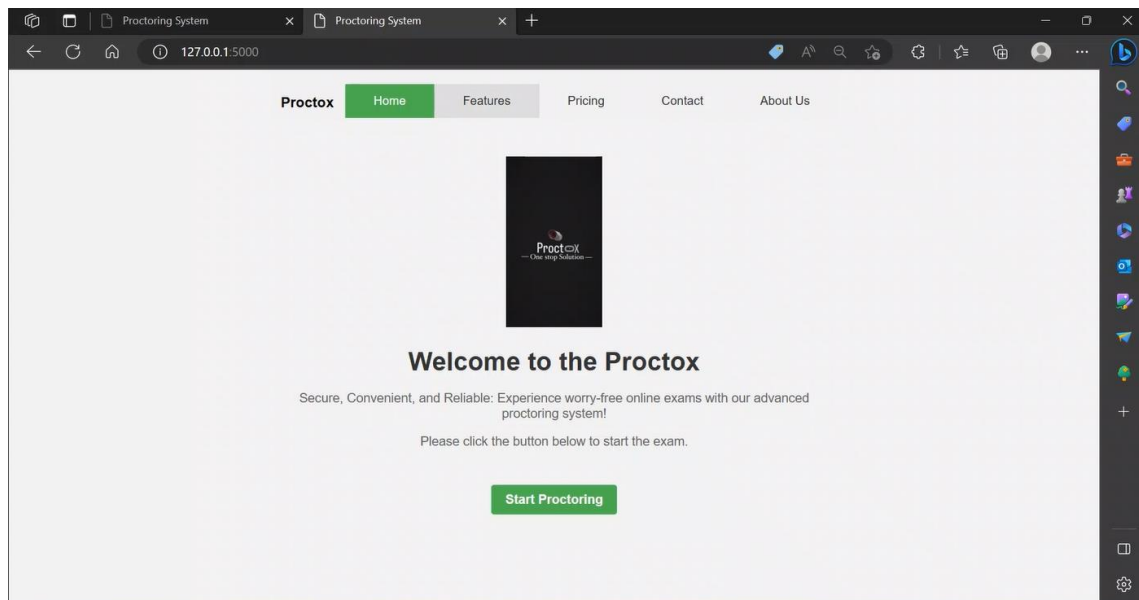 Proctoring System
Proctoring System
127.0.0.1:5000
Proctox
Home
Features
Pricing
Contact
About Us
Proctox
— One stop Solution —
Welcome to the Proctox
Secure, Convenient, and Reliable: Experience worry-free online exams with our advanced
proctoring system!
Please click the button below to start the exam.
Start Proctoring